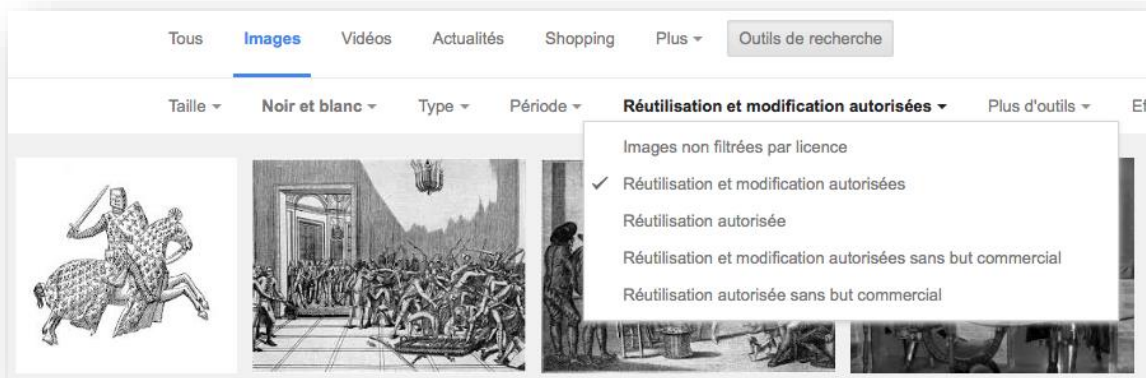 Tous Images Vidéos Actualités Shopping Plus Outils de recherche
Taille Noir et blanc Type Période Réutilisation et modification autorisées Plus d'outils
Images non filtrées par licence
Réutilisation et modification autorisées
Réutilisation autorisée
Réutilisation et modification autorisées sans but commercial
Réutilisation autorisée sans but commercial